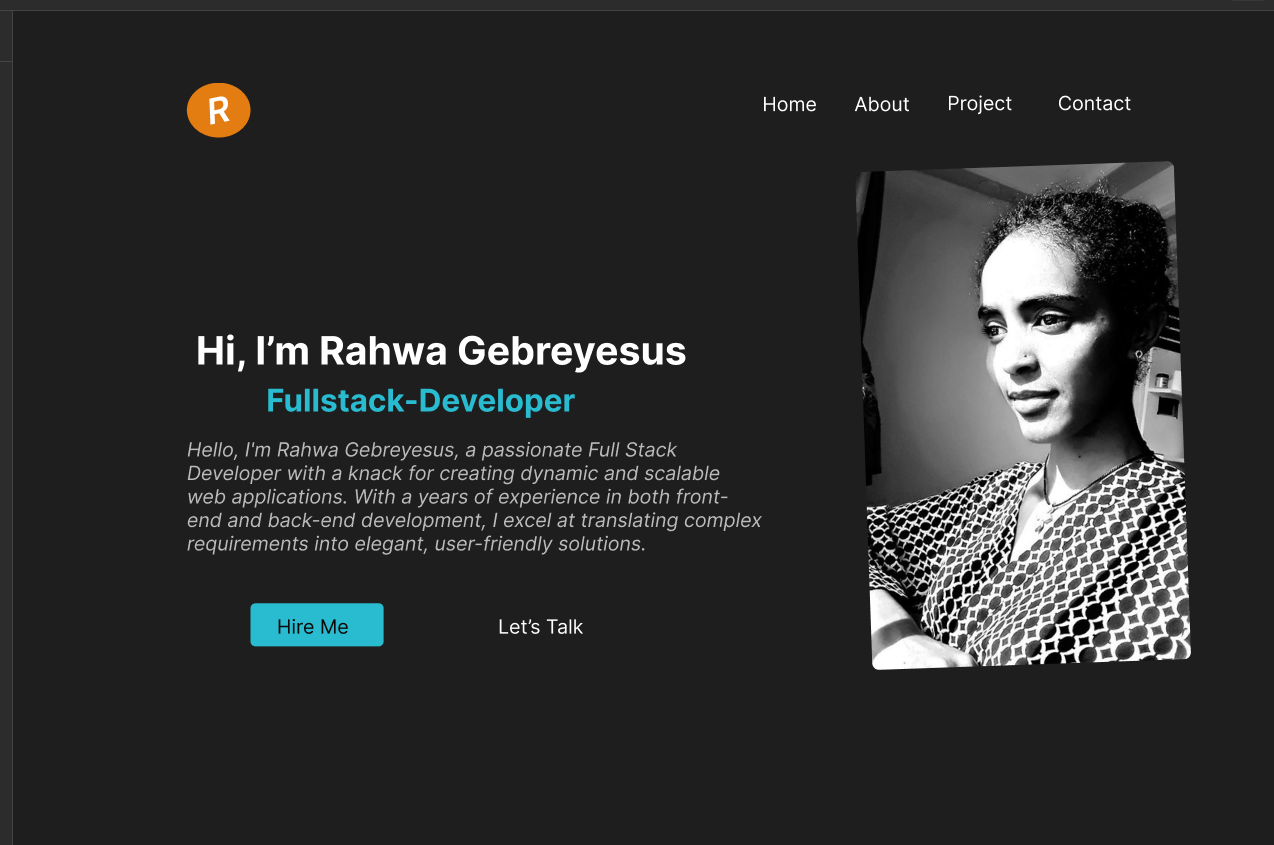 R
Home About Project Contact
Hi, I’m Rahwa Gebreyesus
Fullstack-Developer
Hello, I'm Rahwa Gebreyesus, a passionate Full Stack
Developer with a knack for creating dynamic and scalable
web applications. With a years of experience in both front-
end and back-end development, I excel at translating complex
requirements into elegant, user-friendly solutions.
Hire Me Let’s Talk